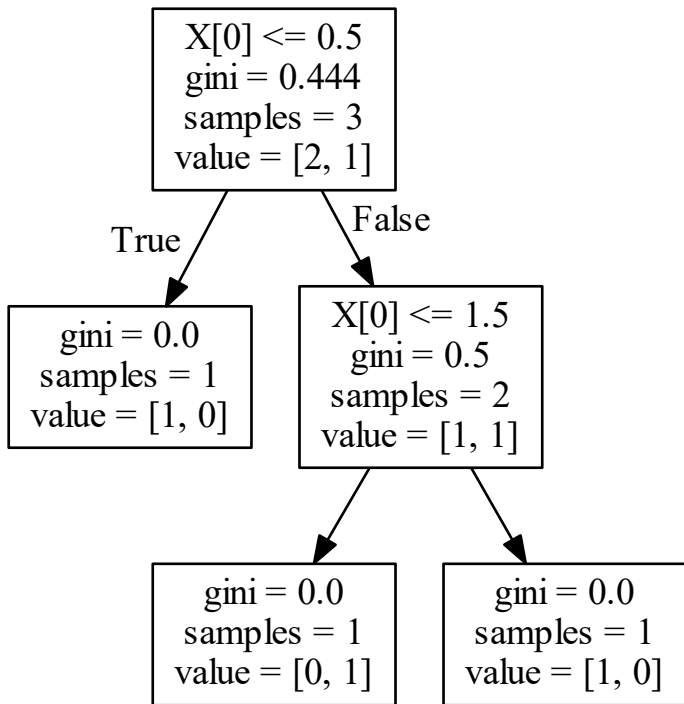 X[0] <= 0.5
gini = 0.444
samples = 3
value = [2, 1]
True
False
gini = 0.0
samples = 1
value = [1, 0]
X[0] <= 1.5
gini = 0.5
samples = 2
value = [1, 1]
gini = 0.0
samples = 1
value = [0, 1]
gini = 0.0
samples = 1
value = [1, 0]